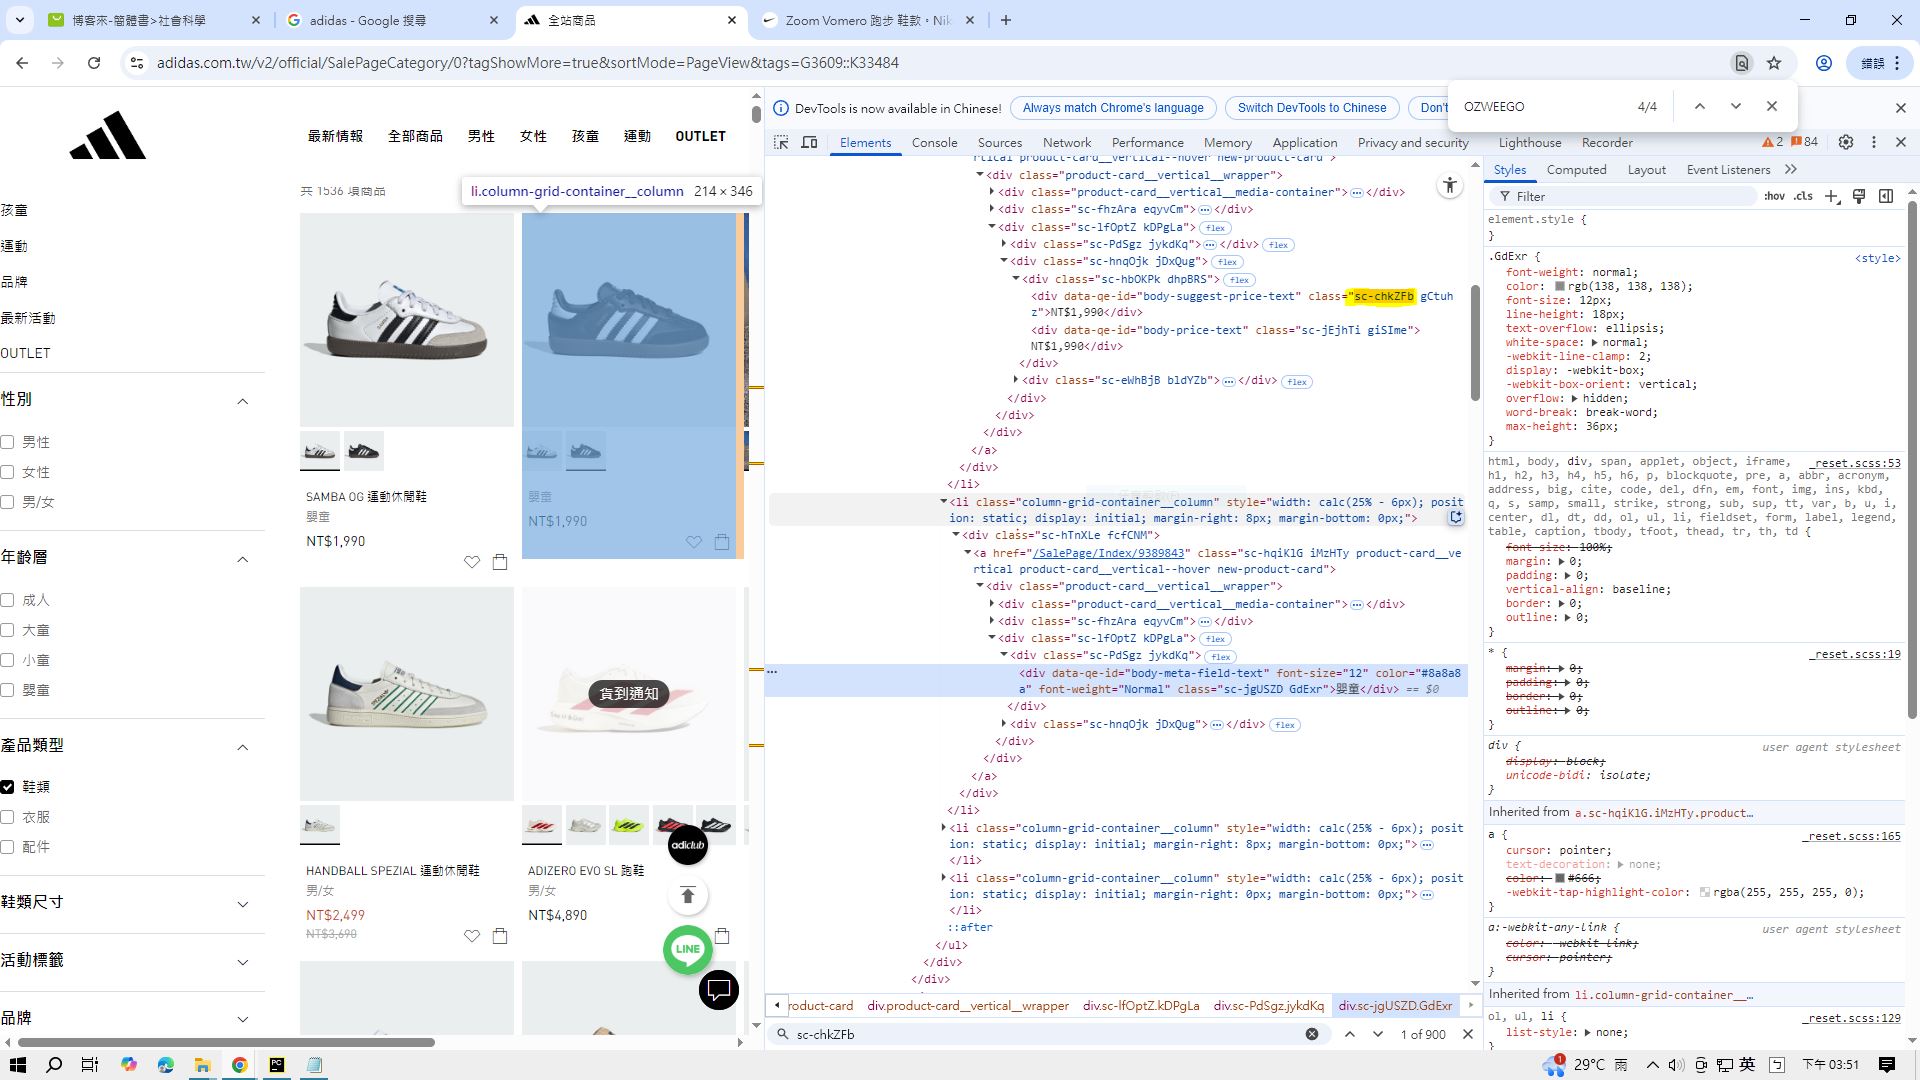 博客來-簡體書>社會科學
adidas - Google 搜尋
全站商品
Zoom Vomero 跑步 鞋款。Nik
adidas.com.tw/v2/official/SalePageCategory/0?tagShowMore=true&sortMode=PageView&tags=G3609::K33484
錯誤
OZWEEGO
4/4
最新情報
全部商品
男性
女性
孩童
運動
OUTLET
共 1536 項商品
li.column-grid-container__column 214 × 346
孩童
運動
品牌
最新活動
OUTLET
性別
男性
女性
男/女
年齡層
成人
大童
小童
嬰童
產品類型
鞋類
衣服
配件
鞋類尺寸
活動標籤
品牌
SAMBA OG 運動休閒鞋
嬰童
NT$1,990
嬰童
NT$1,990
HANDBALL SPEZIAL 運動休閒鞋
男/女
NT$2,499
NT$3,690
貨到通知
ADIZERO EVO SL 跑鞋
男/女
NT$4,890
adiclub
LINE
DevTools is now available in Chinese!
Always match Chrome's language
Switch DevTools to Chinese
Don't
Elements
Console
Sources
Network
Performance
Memory
Application
Privacy and security
Lighthouse
Recorder
2
84
rtical product-card__vertical--hover new-product-card">
<div class="product-card__vertical__wrapper">
<div class="product-card__vertical__media-container"> … </div>
<div class="sc-fhzAra eqyvCm"> … </div>
<div class="sc-lfOptZ kDPgLa"> flex
<div class="sc-PdSgz jykdKq"> … </div> flex
<div class="sc-hnqOjk jDxQug"> flex
<div class="sc-hbOKPk dhpBRS"> flex
<div data-qe-id="body-suggest-price-text" class="sc-chkZFb gCtuh
z">NT$1,990</div>
<div data-qe-id="body-price-text" class="sc-jEjhTi giSIme">
NT$1,990</div>
</div>
<div class="sc-eWhBjB bldYZb"> … </div> flex
</div>
</div>
</div>
</a>
</div>
</li>
<li class="column-grid-container__column" style="width: calc(25% - 6px); posit
ion: static; display: initial; margin-right: 8px; margin-bottom: 0px;">
<div class="sc-hTnXLe fcfCNM">
<a href="/SalePage/Index/9389843" class="sc-hqiKlG iMzHTy product-card__ve
rtical product-card__vertical--hover new-product-card">
<div class="product-card__vertical__wrapper">
<div class="product-card__vertical__media-container"> … </div>
<div class="sc-fhzAra eqyvCm"> … </div>
<div class="sc-lfOptZ kDPgLa"> flex
<div class="sc-PdSgz jykdKq"> flex
<div data-qe-id="body-meta-field-text" font-size="12" color="#8a8a8
a" font-weight="Normal" class="sc-jgUSZD GdExr">嬰童</div> == $0
</div>
<div class="sc-hnqOjk jDxQug"> … </div> flex
</div>
</div>
</a>
</div>
</li>
<li class="column-grid-container__column" style="width: calc(25% - 6px); posit
ion: static; display: initial; margin-right: 8px; margin-bottom: 0px;"> …
</li>
<li class="column-grid-container__column" style="width: calc(25% - 6px); posit
ion: static; display: initial; margin-right: 0px; margin-bottom: 0px;"> …
</li>
::after
</ul>
</div>
</div>
roduct-card
div.product-card__vertical__wrapper
div.sc-lfOptZ.kDPgLa
div.sc-PdSgz.jykdKq
div.sc-jgUSZD.GdExr
sc-chkZFb
1 of 900
Styles
Computed
Layout
Event Listeners
Filter
:hov
.cls
element.style {
}
.GdExr { <style>
font-weight: normal;
color: rgb(138, 138, 138);
font-size: 12px;
line-height: 18px;
text-overflow: ellipsis;
white-space: normal;
-webkit-line-clamp: 2;
display: -webkit-box;
-webkit-box-orient: vertical;
overflow: hidden;
word-break: break-word;
max-height: 36px;
}
html, body, div, span, applet, object, iframe, _reset.scss:53
h1, h2, h3, h4, h5, h6, p, blockquote, pre, a, abbr, acronym,
address, big, cite, code, del, dfn, em, font, img, ins, kbd,
q, s, samp, small, strike, strong, sub, sup, tt, var, b, u, i,
center, dl, dt, dd, ol, ul, li, fieldset, form, label, legend,
table, caption, tbody, tfoot, thead, tr, th, td {
font-size: 100%;
margin: 0;
padding: 0;
vertical-align: baseline;
border: 0;
outline: 0;
}
* { _reset.scss:19
margin: 0;
padding: 0;
border: 0;
outline: 0;
}
div { user agent stylesheet
display: block;
unicode-bidi: isolate;
}
Inherited from a.sc-hqiKlG.iMzHTy.product…
a { _reset.scss:165
cursor: pointer;
text-decoration: none;
color: #666;
-webkit-tap-highlight-color: rgba(255, 255, 255, 0);
}
a:-webkit-any-link { user agent stylesheet
color: -webkit-link;
cursor: pointer;
}
Inherited from li.column-grid-container__…
ol, ul, li { _reset.scss:129
list-style: none;
1
29°C 雨
英
下午 03:51